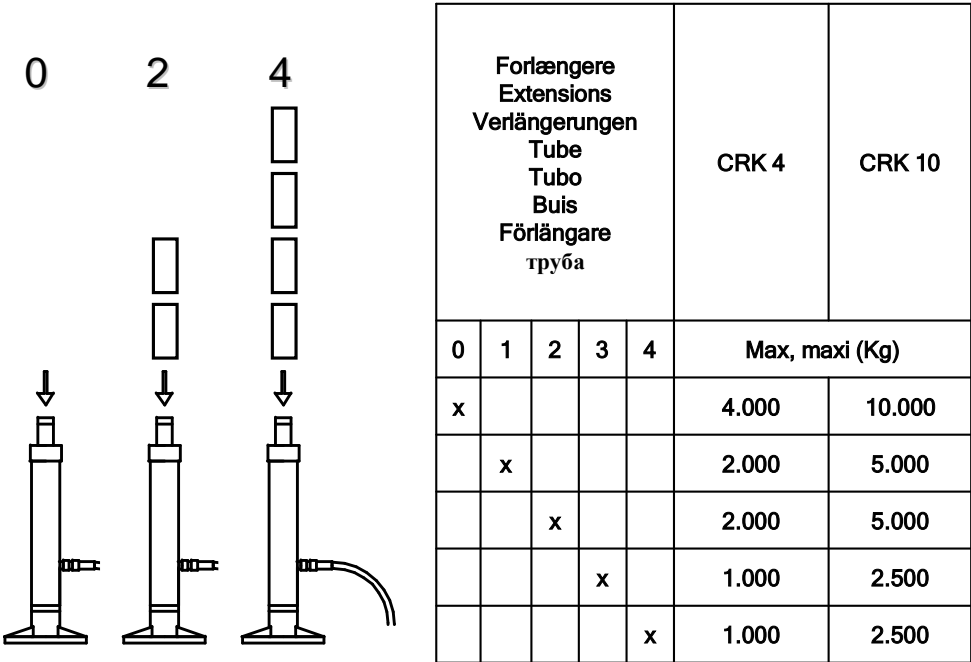 0 2 4
Forlængere
Extensions
Verlängerungen
Tube
Tubo
Buis
Förlängare
труба
CRK 4 CRK 10
0 1 2 3 4 Max, maxi (Kg)
x 4.000 10.000
x 2.000 5.000
x 2.000 5.000
x 1.000 2.500
x 1.000 2.500